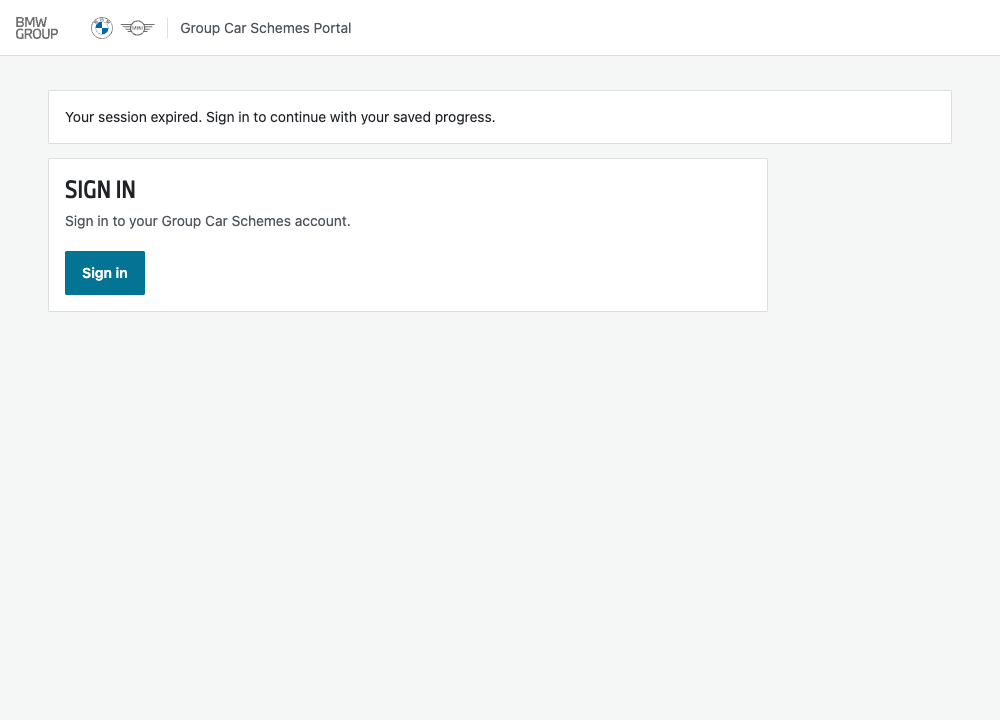 BMW
GROUP
Group Car Schemes Portal
Your session expired. Sign in to continue with your saved progress.
SIGN IN
Sign in to your Group Car Schemes account.
Sign in